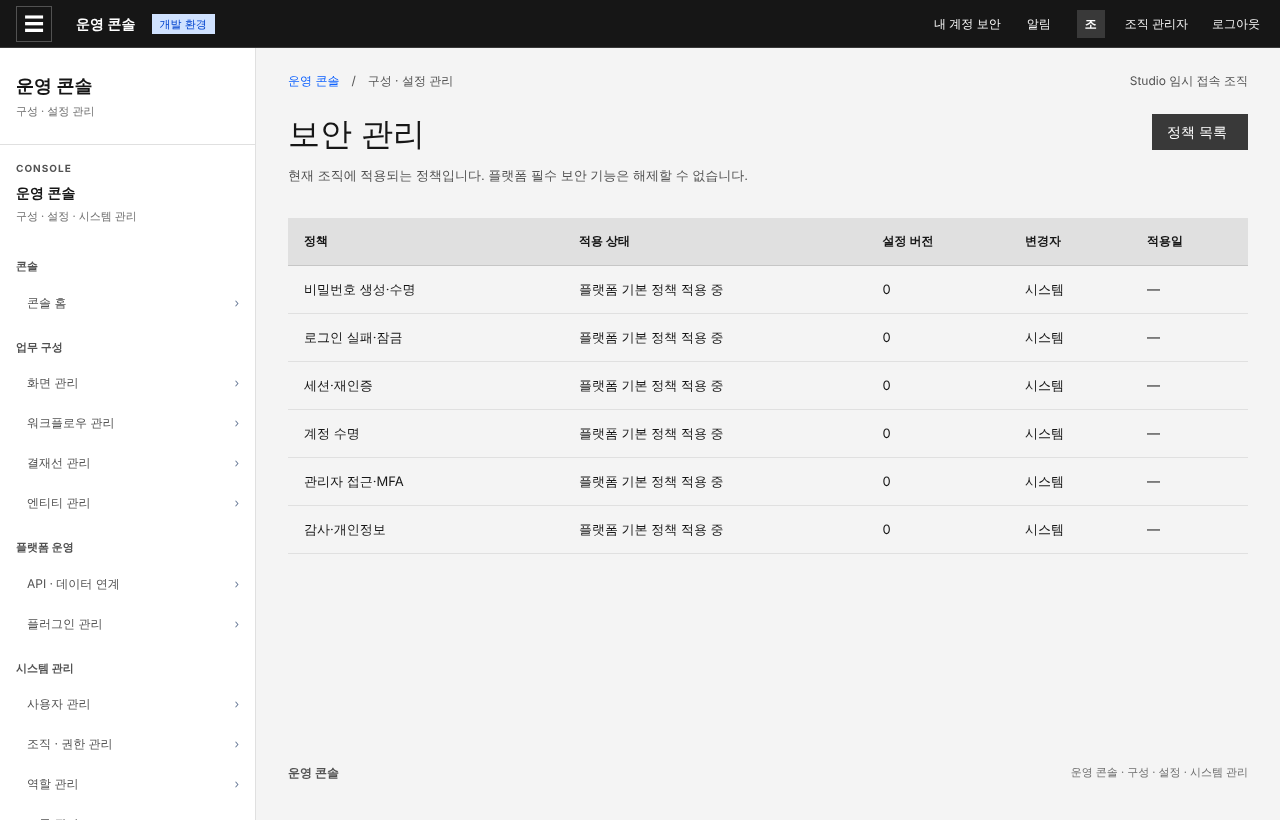 운영 콘솔 개발 환경 내 계정 보안 알림 조 조직 관리자 로그아웃
운영 콘솔
구성 · 설정 관리
CONSOLE
운영 콘솔
구성 · 설정 · 시스템 관리
콘솔
콘솔 홈 ›
업무 구성
화면 관리 ›
워크플로우 관리 ›
결재선 관리 ›
엔티티 관리 ›
플랫폼 운영
API · 데이터 연계 ›
플러그인 관리 ›
시스템 관리
사용자 관리 ›
조직 · 권한 관리 ›
역할 관리 ›
운영 콘솔 / 구성 · 설정 관리 Studio 임시 접속 조직
보안 관리 정책 목록
현재 조직에 적용되는 정책입니다. 플랫폼 필수 보안 기능은 해제할 수 없습니다.
정책 적용 상태 설정 버전 변경자 적용일
비밀번호 생성·수명 플랫폼 기본 정책 적용 중 0 시스템 —
로그인 실패·잠금 플랫폼 기본 정책 적용 중 0 시스템 —
세션·재인증 플랫폼 기본 정책 적용 중 0 시스템 —
계정 수명 플랫폼 기본 정책 적용 중 0 시스템 —
관리자 접근·MFA 플랫폼 기본 정책 적용 중 0 시스템 —
감사·개인정보 플랫폼 기본 정책 적용 중 0 시스템 —
운영 콘솔 운영 콘솔 · 구성 · 설정 · 시스템 관리